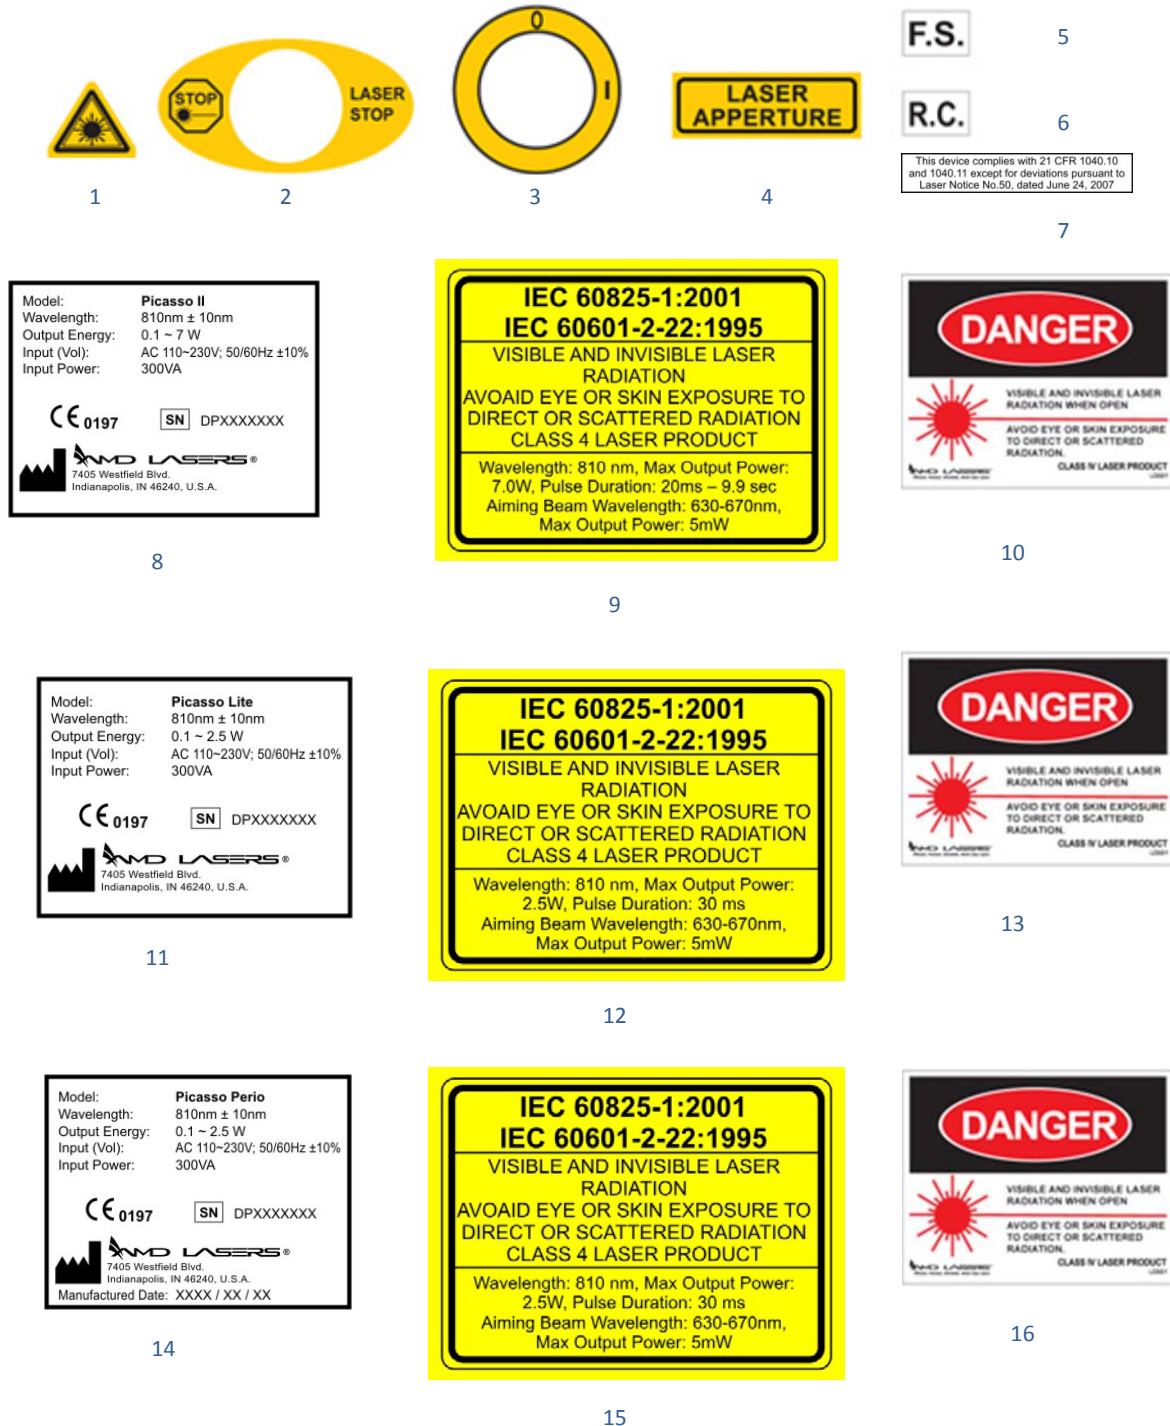 STOP
LASER
STOP
0
I
LASER
APPERTURE
F.S.
5
R.C.
6
This device complies with 21 CFR 1040.10
and 1040.11 except for deviations pursuant to
Laser Notice No.50, dated June 24, 2007
1
2
3
4
7
Model: Picasso II
Wavelength: 810nm ± 10nm
Output Energy: 0.1 ~ 7 W
Input (Vol): AC 110~230V; 50/60Hz ±10%
Input Power: 300VA
CE 0197 SN DPXXXXXXX
AMD LASERS®
7405 Westfield Blvd.
Indianapolis, IN 46240, U.S.A.
8
IEC 60825-1:2001
IEC 60601-2-22:1995
VISIBLE AND INVISIBLE LASER
RADIATION
AVOAID EYE OR SKIN EXPOSURE TO
DIRECT OR SCATTERED RADIATION
CLASS 4 LASER PRODUCT
Wavelength: 810 nm, Max Output Power:
7.0W, Pulse Duration: 20ms – 9.9 sec
Aiming Beam Wavelength: 630-670nm,
Max Output Power: 5mW
9
DANGER
VISIBLE AND INVISIBLE LASER
RADIATION WHEN OPEN
AVOID EYE OR SKIN EXPOSURE
TO DIRECT OR SCATTERED
RADIATION.
CLASS IV LASER PRODUCT
AMD LASERS
10
Model: Picasso Lite
Wavelength: 810nm ± 10nm
Output Energy: 0.1 ~ 2.5 W
Input (Vol): AC 110~230V; 50/60Hz ±10%
Input Power: 300VA
CE 0197 SN DPXXXXXXX
AMD LASERS®
7405 Westfield Blvd.
Indianapolis, IN 46240, U.S.A.
11
IEC 60825-1:2001
IEC 60601-2-22:1995
VISIBLE AND INVISIBLE LASER
RADIATION
AVOAID EYE OR SKIN EXPOSURE TO
DIRECT OR SCATTERED RADIATION
CLASS 4 LASER PRODUCT
Wavelength: 810 nm, Max Output Power:
2.5W, Pulse Duration: 30 ms
Aiming Beam Wavelength: 630-670nm,
Max Output Power: 5mW
12
DANGER
VISIBLE AND INVISIBLE LASER
RADIATION WHEN OPEN
AVOID EYE OR SKIN EXPOSURE
TO DIRECT OR SCATTERED
RADIATION.
CLASS IV LASER PRODUCT
AMD LASERS
13
Model: Picasso Perio
Wavelength: 810nm ± 10nm
Output Energy: 0.1 ~ 2.5 W
Input (Vol): AC 110~230V; 50/60Hz ±10%
Input Power: 300VA
CE 0197 SN DPXXXXXXX
AMD LASERS®
7405 Westfield Blvd.
Indianapolis, IN 46240, U.S.A.
Manufactured Date: XXXX / XX / XX
14
IEC 60825-1:2001
IEC 60601-2-22:1995
VISIBLE AND INVISIBLE LASER
RADIATION
AVOAID EYE OR SKIN EXPOSURE TO
DIRECT OR SCATTERED RADIATION
CLASS 4 LASER PRODUCT
Wavelength: 810 nm, Max Output Power:
2.5W, Pulse Duration: 30 ms
Aiming Beam Wavelength: 630-670nm,
Max Output Power: 5mW
15
DANGER
VISIBLE AND INVISIBLE LASER
RADIATION WHEN OPEN
AVOID EYE OR SKIN EXPOSURE
TO DIRECT OR SCATTERED
RADIATION.
CLASS IV LASER PRODUCT
AMD LASERS
16